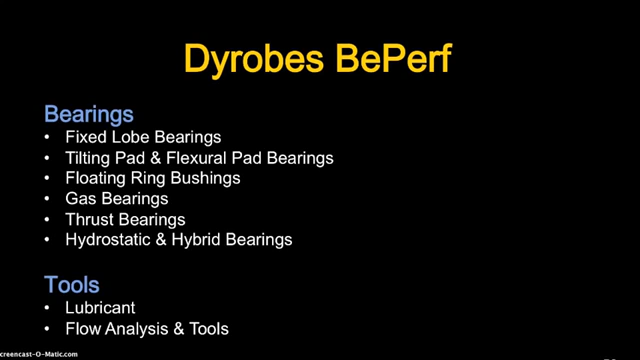 Dyrobes BePerf
Bearings
• Fixed Lobe Bearings
• Tilting Pad & Flexural Pad Bearings
• Floating Ring Bushings
• Gas Bearings
• Thrust Bearings
• Hydrostatic & Hybrid Bearings
Tools
• Lubricant
• Flow Analysis & Tools
creencast-O-Matic.com